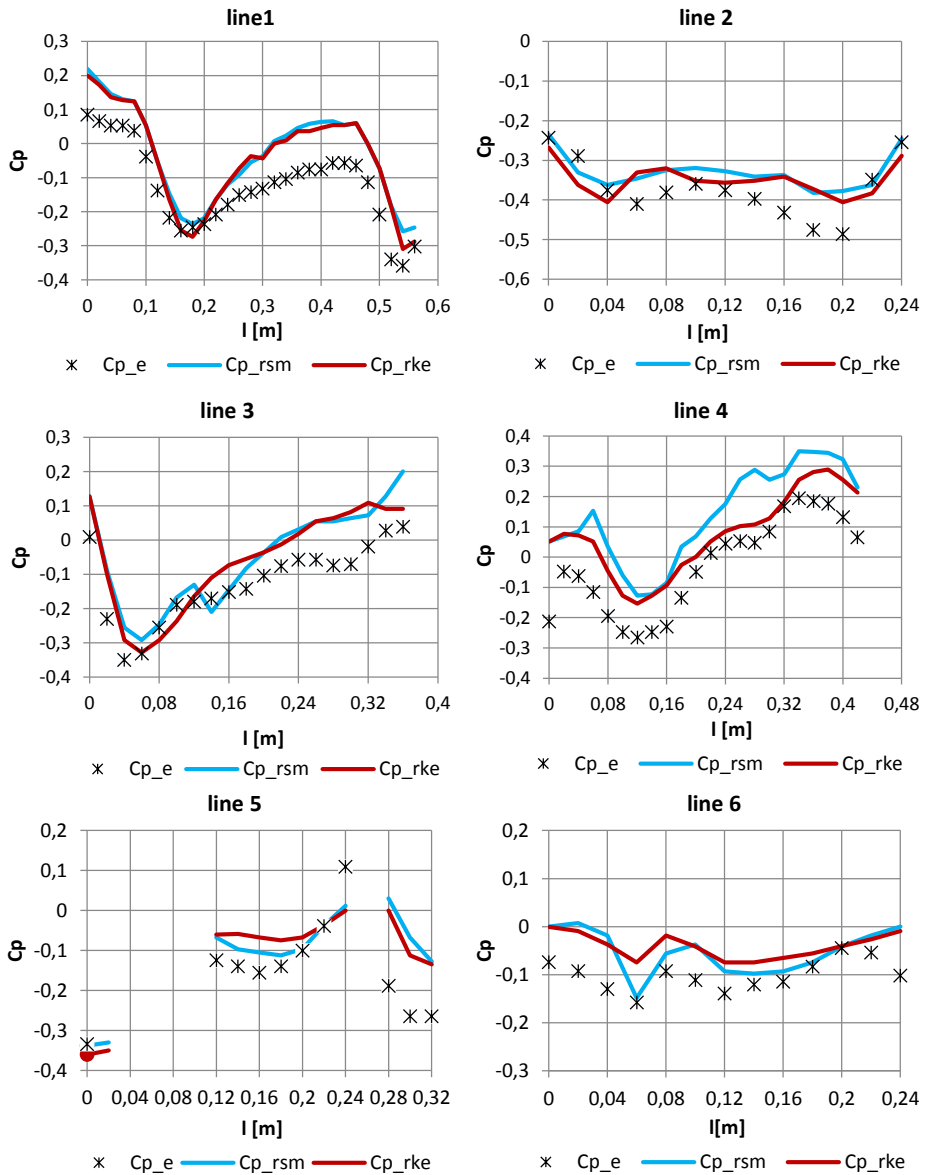 line1
0,3
0,2
0,1
0
-0,1
-0,2
-0,3
-0,4
Cp
0 0,1 0,2 0,3 0,4 0,5 0,6
l [m]
Cp_e Cp_rsm Cp_rke
line 2
0
-0,1
-0,2
-0,3
-0,4
-0,5
-0,6
Cp
0 0,04 0,08 0,12 0,16 0,2 0,24
l [m]
Cp_e Cp_rsm Cp_rke
line 3
0,3
0,2
0,1
0
-0,1
-0,2
-0,3
-0,4
Cp
0 0,08 0,16 0,24 0,32 0,4
l [m]
Cp_e Cp_rsm Cp_rke
line 4
0,4
0,3
0,2
0,1
0
-0,1
-0,2
-0,3
-0,4
Cp
0 0,08 0,16 0,24 0,32 0,4 0,48
l [m]
Cp_e Cp_rsm Cp_rke
line 5
0,2
0,1
0
-0,1
-0,2
-0,3
-0,4
Cp
0 0,04 0,08 0,12 0,16 0,2 0,24 0,28 0,32
l [m]
Cp_e Cp_rsm Cp_rke
line 6
0,2
0,1
0
-0,1
-0,2
-0,3
Cp
0 0,04 0,08 0,12 0,16 0,2 0,24
l[m]
Cp_e Cp_rsm Cp_rke